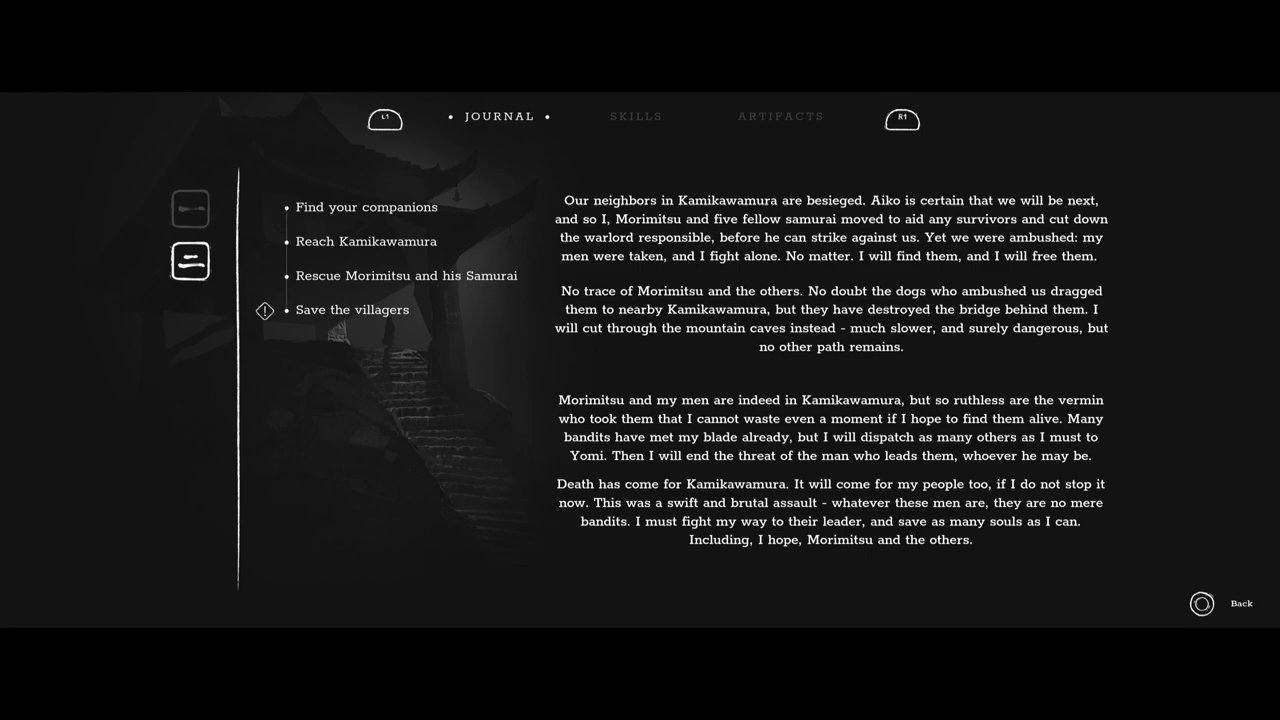 L1
• JOURNAL •
SKILLS
ARTIFACTS
R1
一
二
• Find your companions
• Reach Kamikawamura
• Rescue Morimitsu and his Samurai
! • Save the villagers
Our neighbors in Kamikawamura are besieged. Aiko is certain that we will be next,
and so I, Morimitsu and five fellow samurai moved to aid any survivors and cut down
the warlord responsible, before he can strike against us. Yet we were ambushed: my
men were taken, and I fight alone. No matter. I will find them, and I will free them.
No trace of Morimitsu and the others. No doubt the dogs who ambushed us dragged
them to nearby Kamikawamura, but they have destroyed the bridge behind them. I
will cut through the mountain caves instead - much slower, and surely dangerous, but
no other path remains.
Morimitsu and my men are indeed in Kamikawamura, but so ruthless are the vermin
who took them that I cannot waste even a moment if I hope to find them alive. Many
bandits have met my blade already, but I will dispatch as many others as I must to
Yomi. Then I will end the threat of the man who leads them, whoever he may be.
Death has come for Kamikawamura. It will come for my people too, if I do not stop it
now. This was a swift and brutal assault - whatever these men are, they are no mere
bandits. I must fight my way to their leader, and save as many souls as I can.
Including, I hope, Morimitsu and the others.
Back